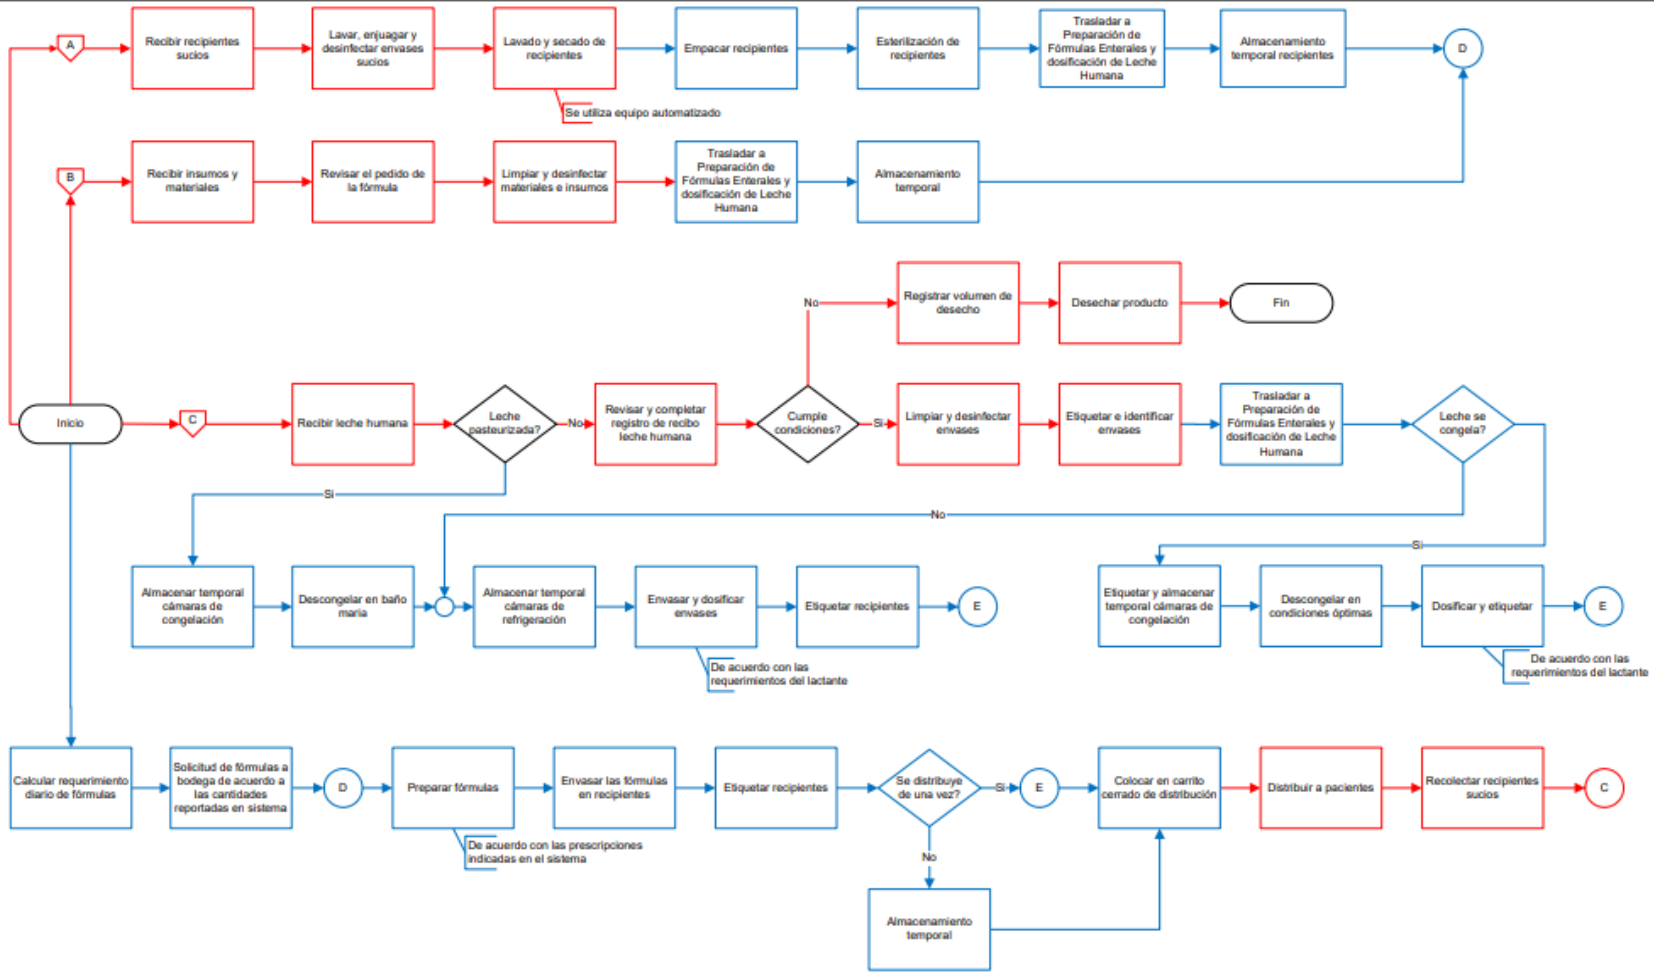 A
Recibir recipientes
sucios
Lavar, enjuagar y
desinfectar envases
sucios
Lavado y secado de
recipientes
Empacar recipientes
Esterilización de
recipientes
Trasladar a
Preparación de
Fórmulas Enterales y
dosificación de Leche
Humana
Almacenamiento
temporal recipientes
D
Se utiliza equipo automatizado
B
Recibir insumos y
materiales
Revisar el pedido de
la fórmula
Limpiar y desinfectar
materiales e insumos
Trasladar a
Preparación de
Fórmulas Enterales y
dosificación de Leche
Humana
Almacenamiento
temporal
No
Registrar volumen de
desecho
Desechar producto
Fin
Inicio
C
Recibir leche humana
Leche
pasteurizada?
No
Revisar y completar
registro de recibo
leche humana
Cumple
condiciones?
Si
Limpiar y desinfectar
envases
Etiquetar e identificar
envases
Trasladar a
Preparación de
Fórmulas Enterales y
dosificación de Leche
Humana
Leche se
congela?
Si
No
Si
Almacenar temporal
cámaras de
congelación
Descongelar en baño
maria
Almacenar temporal
cámaras de
refrigeración
Envasar y dosificar
envases
Etiquetar recipientes
E
Etiquetar y almacenar
temporal cámaras de
congelación
Descongelar en
condiciones óptimas
Dosificar y etiquetar
E
De acuerdo con las
requerimientos del lactante
De acuerdo con las
requerimientos del lactante
Calcular requerimiento
diario de fórmulas
Solicitud de fórmulas a
bodega de acuerdo a
las cantidades
reportadas en sistema
D
Preparar fórmulas
Envasar las fórmulas
en recipientes
Etiquetar recipientes
Se distribuye
de una vez?
Si
E
Colocar en carrito
cerrado de distribución
Distribuir a pacientes
Recolectar recipientes
sucios
C
De acuerdo con las prescripciones
indicadas en el sistema
No
Almacenamiento
temporal